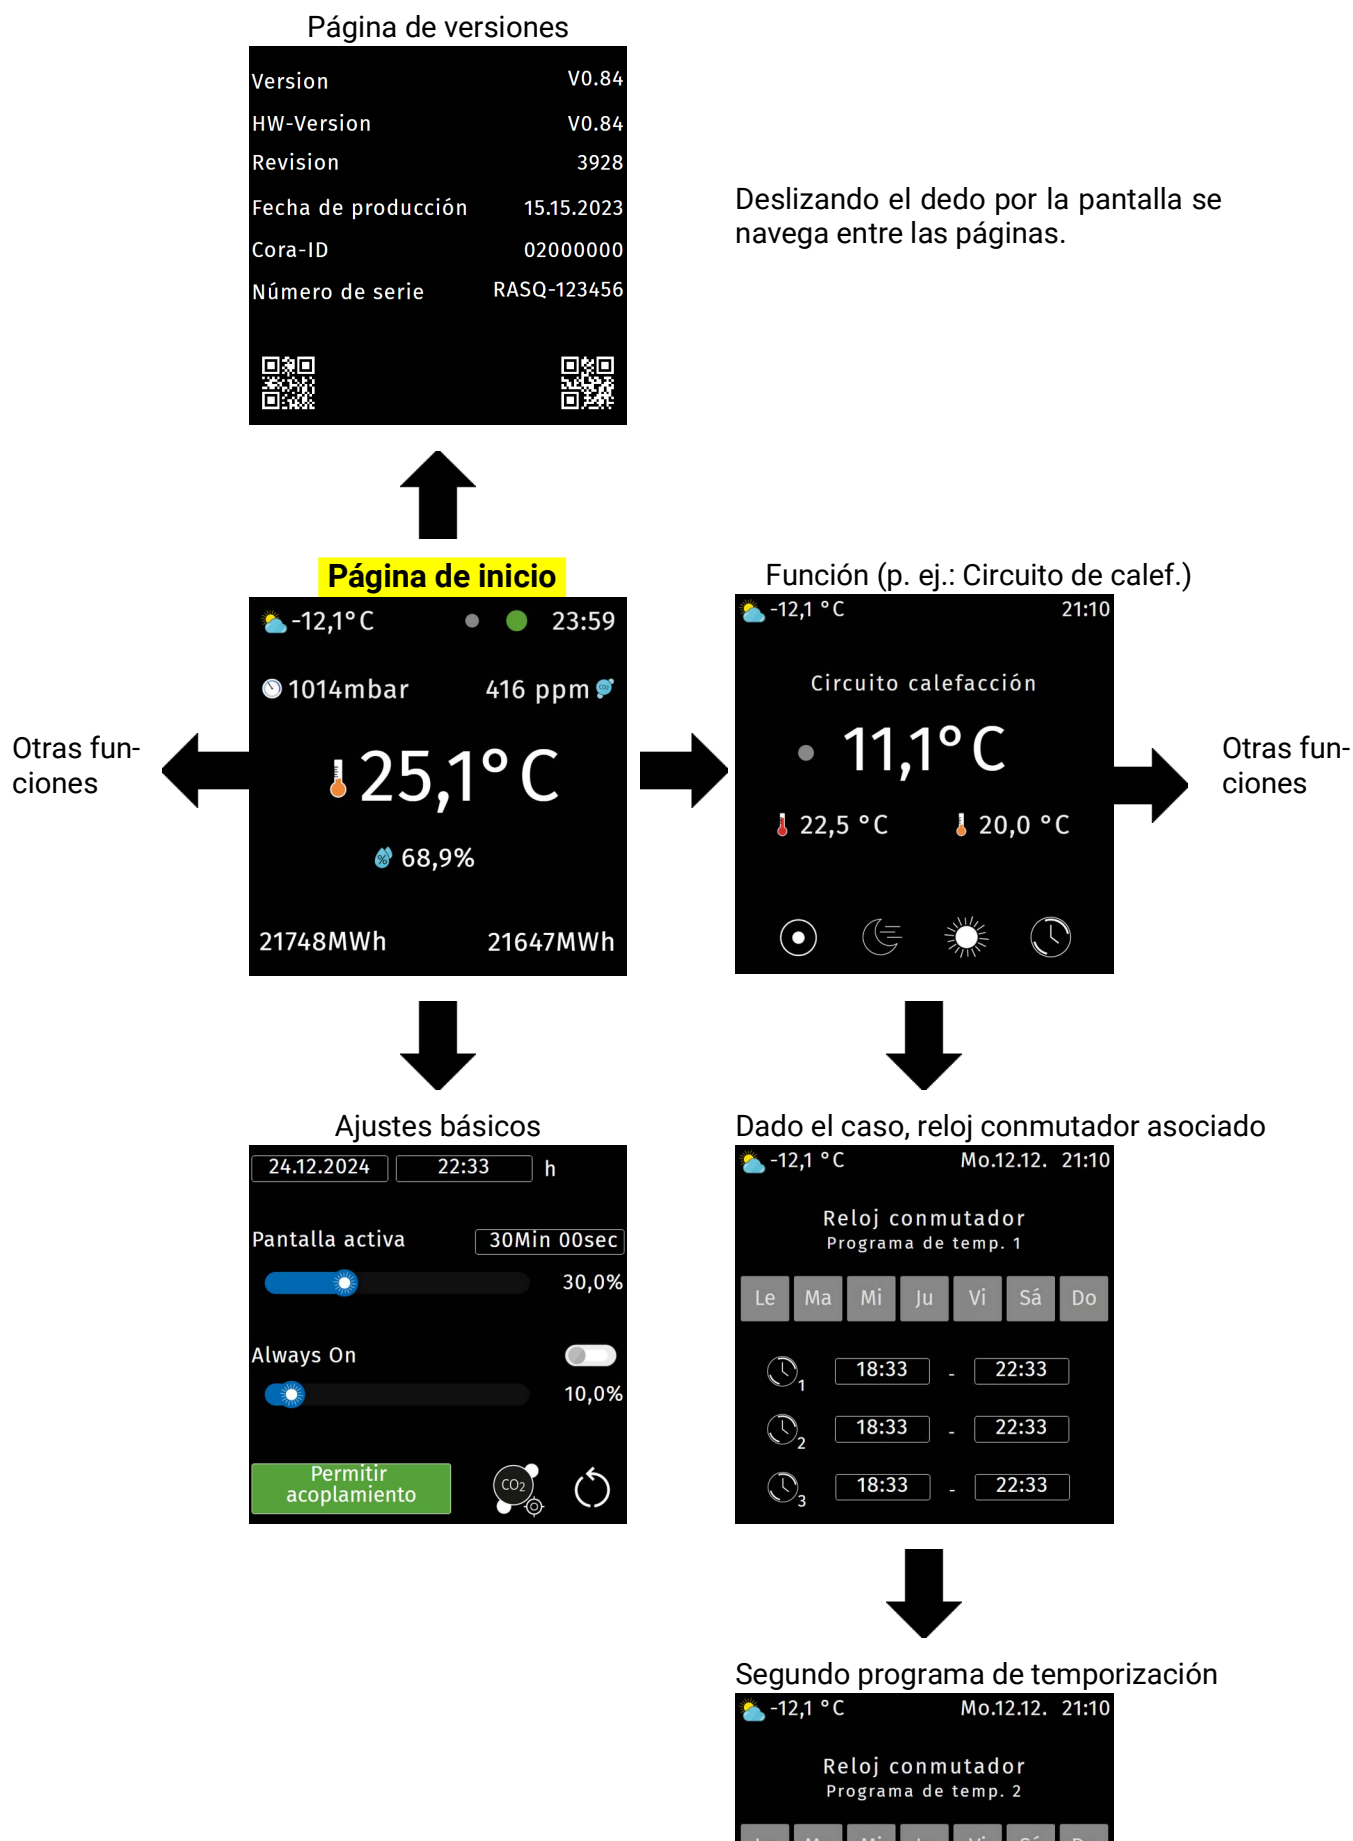 Página de versiones
Version V0.84
HW-Version V0.84
Revision 3928
Fecha de producción 15.15.2023
Cora-ID 02000000
Número de serie RASQ-123456
Deslizando el dedo por la pantalla se
navega entre las páginas.
Página de inicio
-12,1°C 23:59
1014mbar 416 ppm
25,1°C
68,9%
21748MWh 21647MWh
Otras fun-
ciones
Función (p. ej.: Circuito de calef.)
-12,1 °C 21:10
Circuito calefacción
11,1°C
22,5 °C 20,0 °C
Otras fun-
ciones
Ajustes básicos
24.12.2024 22:33 h
Pantalla activa 30Min 00sec
30,0%
Always On
10,0%
Permitir
acoplamiento
CO2
Dado el caso, reloj conmutador asociado
-12,1 °C Mo.12.12. 21:10
Reloj conmutador
Programa de temp. 1
Le Ma Mi Ju Vi Sá Do
1 18:33 - 22:33
2 18:33 - 22:33
3 18:33 - 22:33
Segundo programa de temporización
-12,1 °C Mo.12.12. 21:10
Reloj conmutador
Programa de temp. 2